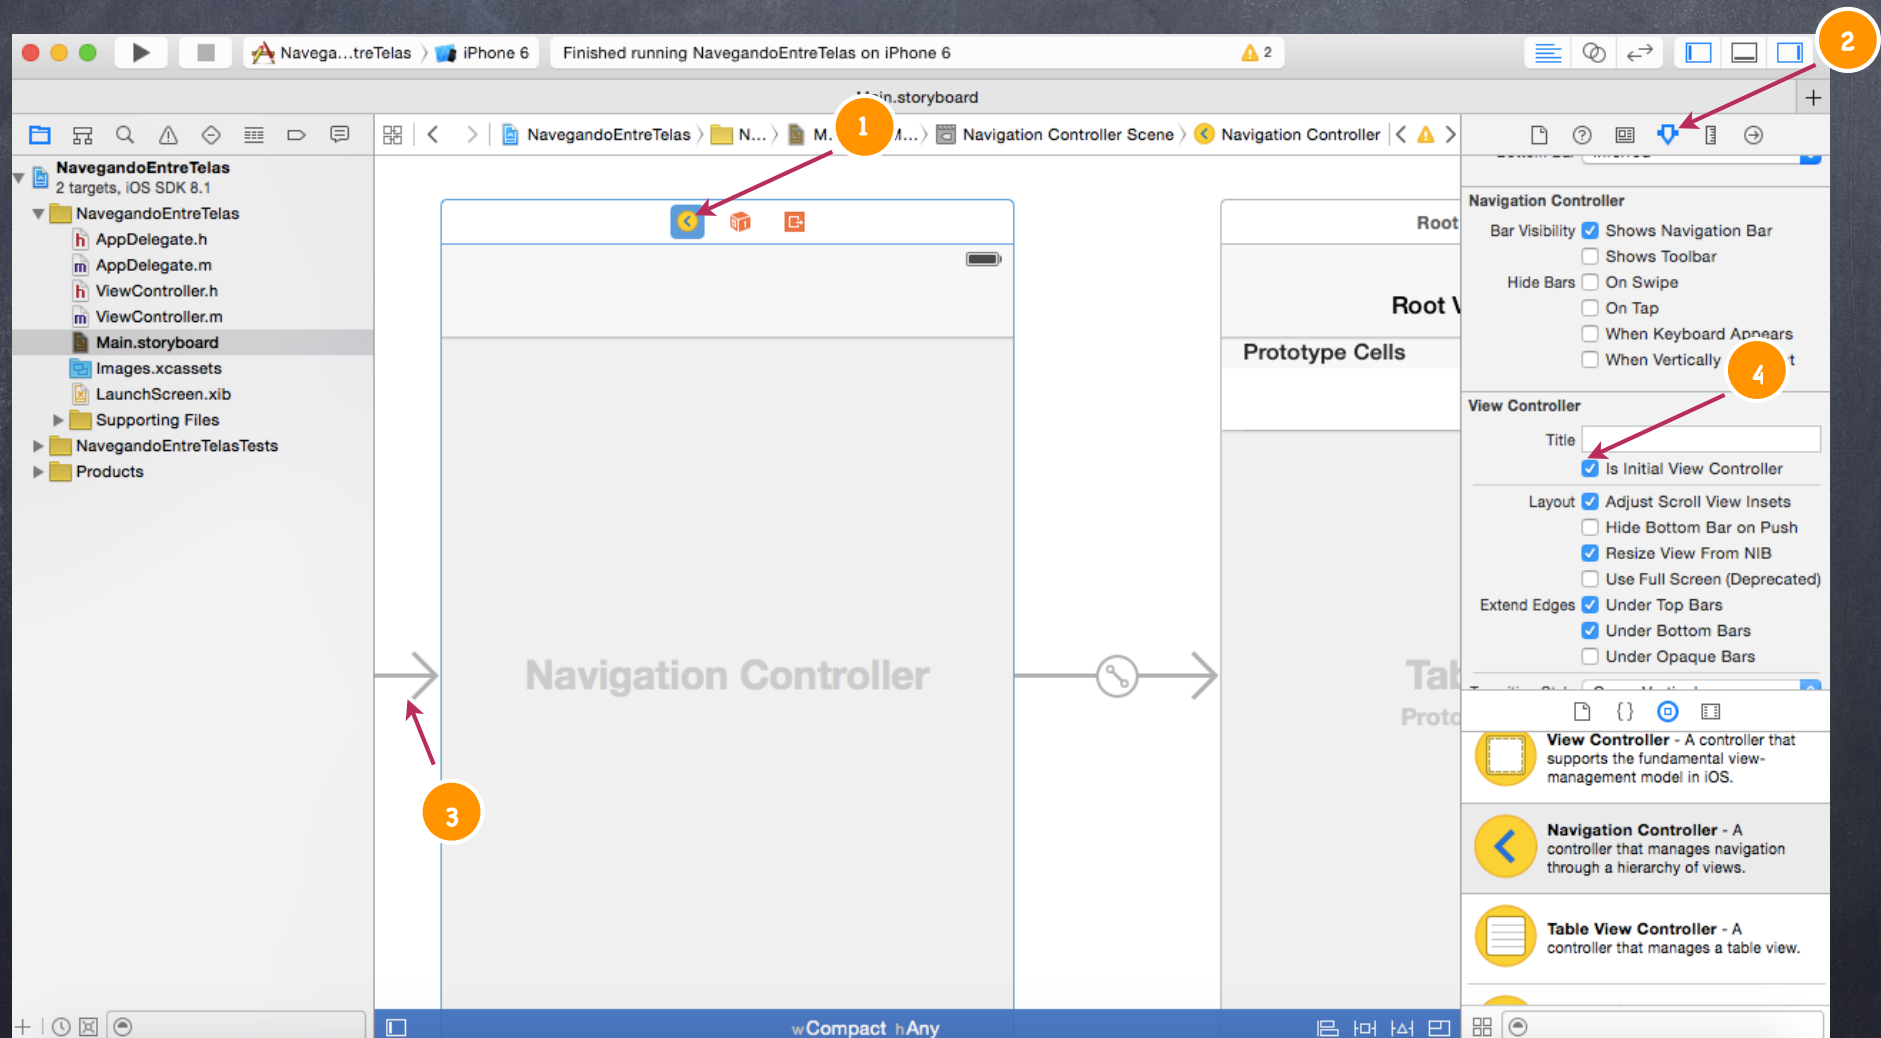 2
Navega...treTelas
iPhone 6
Finished running NavegandoEntreTelas on iPhone 6
2
Main.storyboard
1
NavegandoEntreTelas
N...
M.
M...
Navigation Controller Scene
Navigation Controller
NavegandoEntreTelas
2 targets, iOS SDK 8.1
NavegandoEntreTelas
AppDelegate.h
AppDelegate.m
ViewController.h
ViewController.m
Main.storyboard
Images.xcassets
LaunchScreen.xib
Supporting Files
NavegandoEntreTelasTests
Products
Navigation Controller
3
Root
Root V
Prototype Cells
Tab
Proto
wCompact hAny
Bottom Bar Inferred
Navigation Controller
Bar Visibility Shows Navigation Bar
Shows Toolbar
Hide Bars On Swipe
On Tap
When Keyboard Appears
When Vertically
4
View Controller
Title
Is Initial View Controller
Layout Adjust Scroll View Insets
Hide Bottom Bar on Push
Resize View From NIB
Use Full Screen (Deprecated)
Extend Edges Under Top Bars
Under Bottom Bars
Under Opaque Bars
View Controller - A controller that
supports the fundamental view-
management model in iOS.
Navigation Controller - A
controller that manages navigation
through a hierarchy of views.
Table View Controller - A
controller that manages a table view.